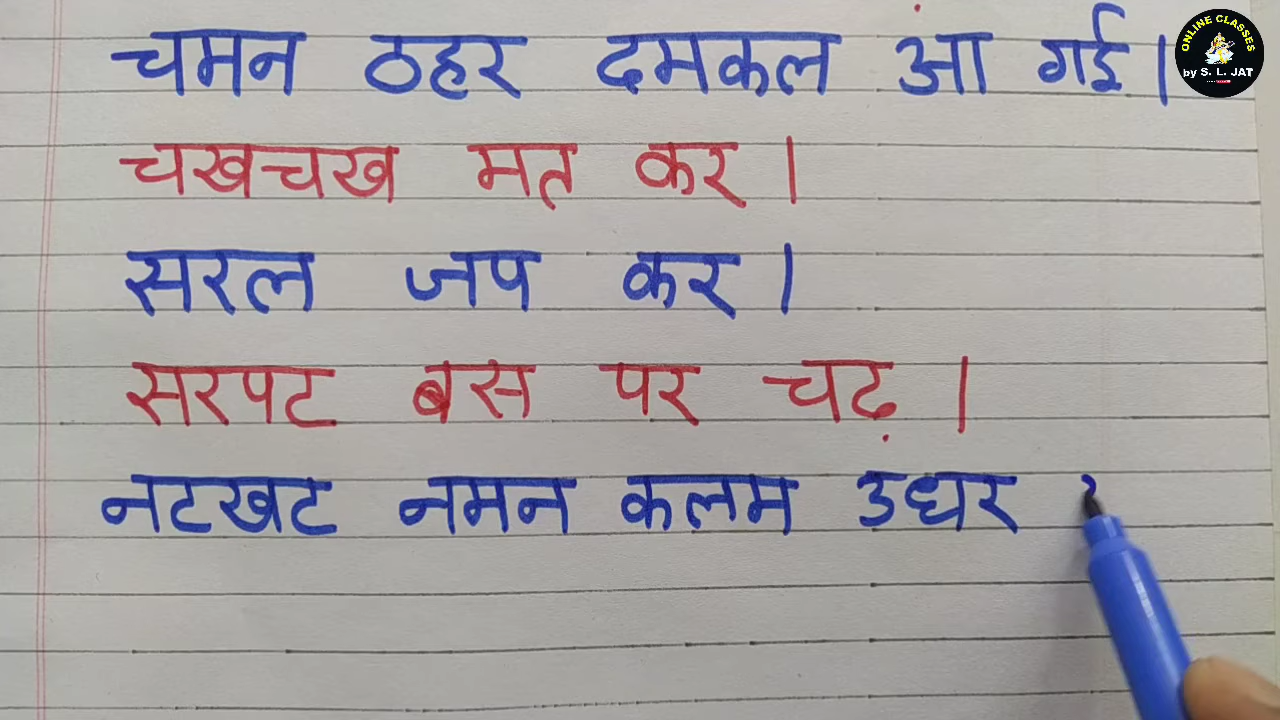 चमन ठहर दमकल आ गई।
चखचख मत कर।
सरल जप कर।
सरपट बस पर चढ़।
नटखट नमन कलम उधर
ONLINE CLASSES
by S. L. JAT